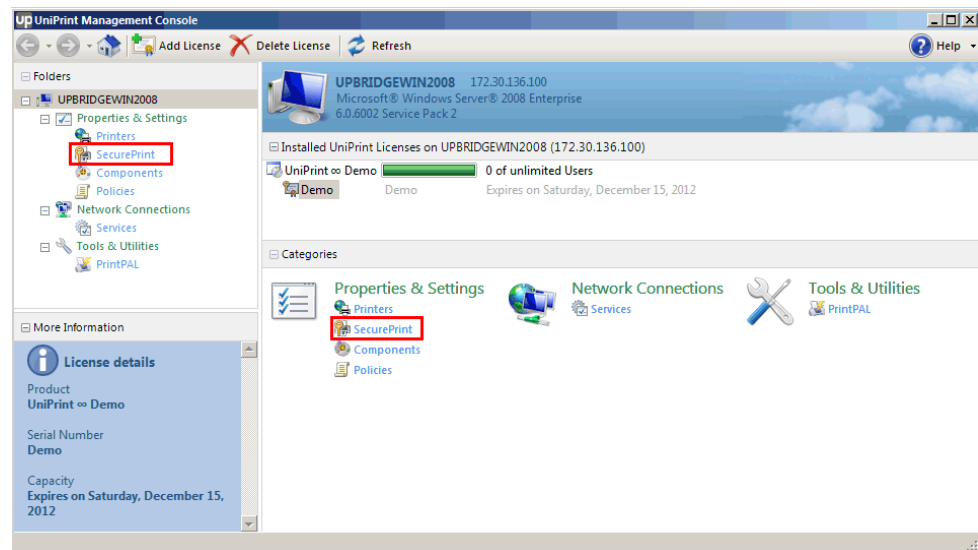 UP UniPrint Management Console
Add License Delete License Refresh Help
Folders
UPBRIDGEWIN2008
Properties & Settings
Printers
SecurePrint
Components
Policies
Network Connections
Services
Tools & Utilities
PrintPAL
More Information
License details
Product
UniPrint ∞ Demo
Serial Number
Demo
Capacity
Expires on Saturday, December 15,
2012
UPBRIDGEWIN2008 172.30.136.100
Microsoft® Windows Server® 2008 Enterprise
6.0.6002 Service Pack 2
Installed UniPrint Licenses on UPBRIDGEWIN2008 (172.30.136.100)
UniPrint ∞ Demo 0 of unlimited Users
Demo Demo Expires on Saturday, December 15, 2012
Categories
Properties & Settings
Printers
SecurePrint
Components
Policies
Network Connections
Services
Tools & Utilities
PrintPAL